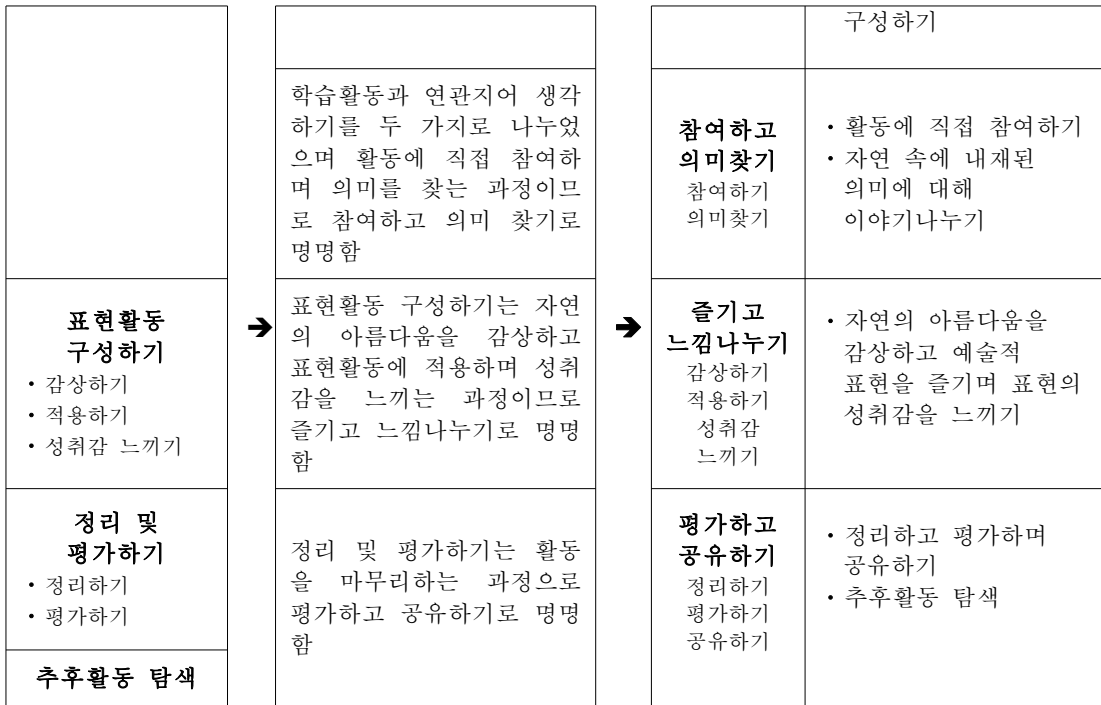 구성하기
학습활동과 연관지어 생각
하기를 두 가지로 나누었
으며 활동에 직접 참여하
며 의미를 찾는 과정이므
로 참여하고 의미 찾기로
명명함
참여하고
의미찾기
참여하기
의미찾기
• 활동에 직접 참여하기
• 자연 속에 내재된
의미에 대해
이야기나누기
표현활동
구성하기
• 감상하기
• 적용하기
• 성취감 느끼기
➔
표현활동 구성하기는 자연
의 아름다움을 감상하고
표현활동에 적용하며 성취
감을 느끼는 과정이므로
즐기고 느낌나누기로 명명
함
➔
즐기고
느낌나누기
감상하기
적용하기
성취감
느끼기
• 자연의 아름다움을
감상하고 예술적
표현을 즐기며 표현의
성취감을 느끼기
정리 및
평가하기
• 정리하기
• 평가하기
정리 및 평가하기는 활동
을 마무리하는 과정으로
평가하고 공유하기로 명명
함
평가하고
공유하기
정리하기
평가하기
공유하기
• 정리하고 평가하며
공유하기
• 추후활동 탐색
추후활동 탐색